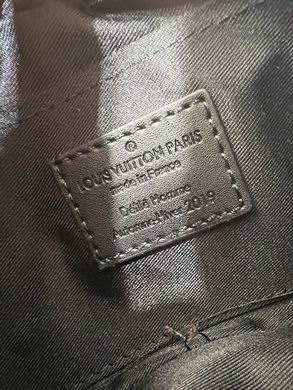 ®
LOUIS VUITTON PARIS
made in France
Défilé Homme
Automne-Hiver 2019